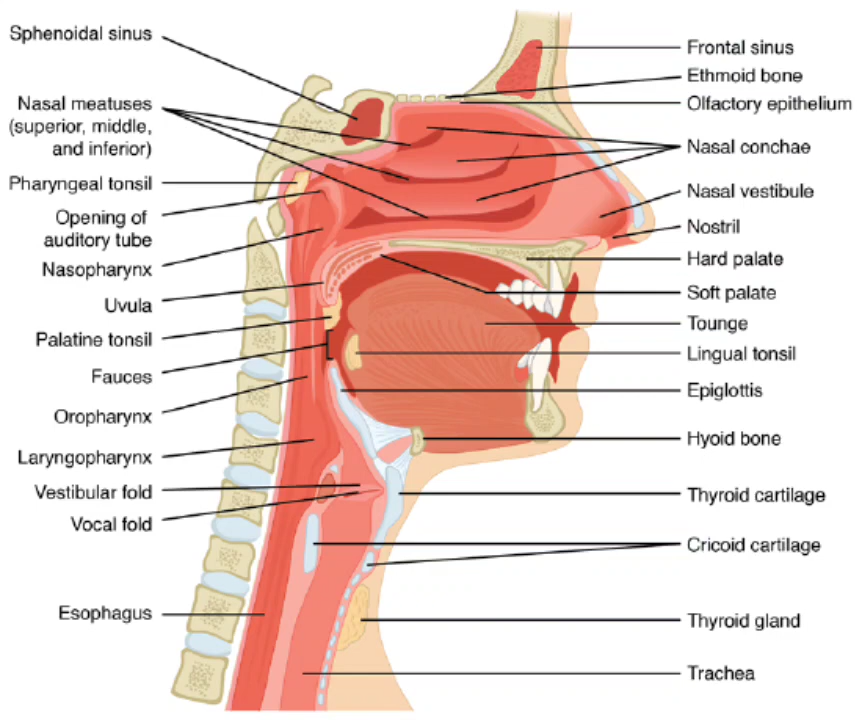 Sphenoidal sinus
Nasal meatuses
(superior, middle,
and inferior)
Pharyngeal tonsil
Opening of
auditory tube
Nasopharynx
Uvula
Palatine tonsil
Fauces
Oropharynx
Laryngopharynx
Vestibular fold
Vocal fold
Esophagus
Frontal sinus
Ethmoid bone
Olfactory epithelium
Nasal conchae
Nasal vestibule
Nostril
Hard palate
Soft palate
Tounge
Lingual tonsil
Epiglottis
Hyoid bone
Thyroid cartilage
Cricoid cartilage
Thyroid gland
Trachea